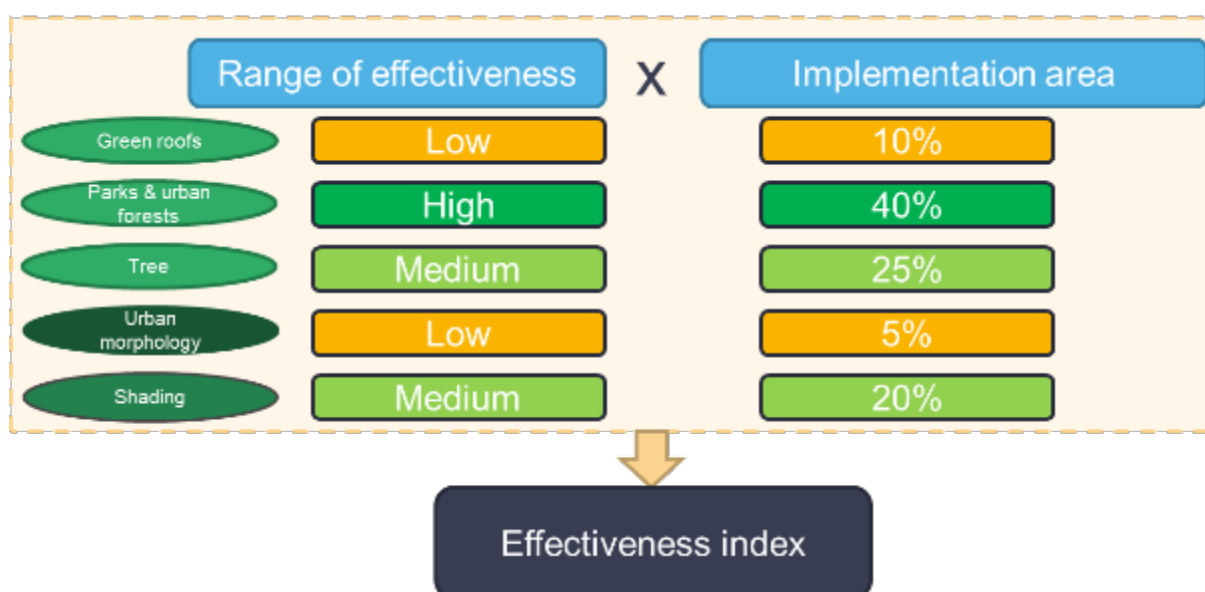 Range of effectiveness X Implementation area
Green roofs Low 10%
Parks & urban
forests High 40%
Tree Medium 25%
Urban
morphology Low 5%
Shading Medium 20%
Effectiveness index